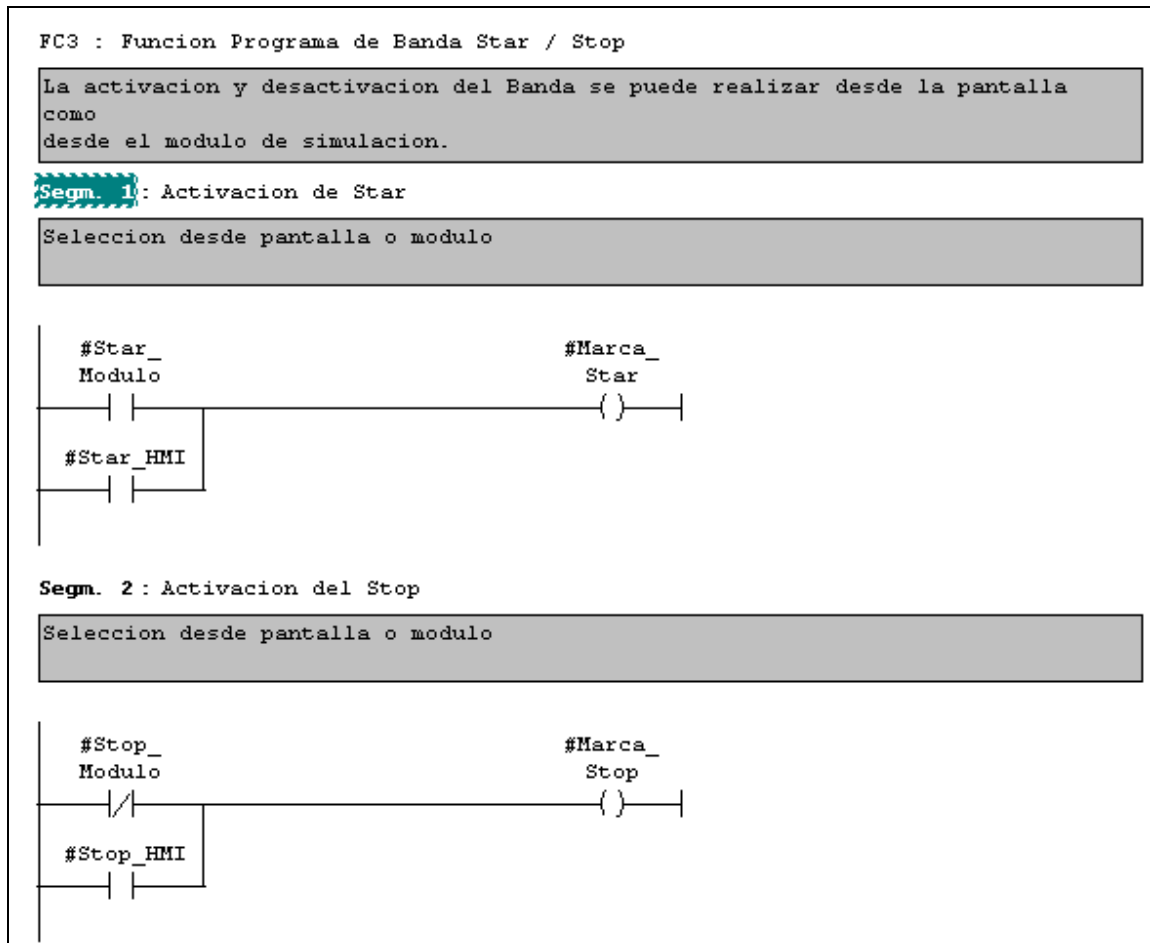 FC3 : Funcion Programa de Banda Star / Stop
La activacion y desactivacion del Banda se puede realizar desde la pantalla
como
desde el modulo de simulacion.
Segm. 1: Activacion de Star
Seleccion desde pantalla o modulo
#Star_
Modulo
#Marca_
Star
#Star_HMI
Segm. 2 : Activacion del Stop
Seleccion desde pantalla o modulo
#Stop_
Modulo
#Marca_
Stop
#Stop_HMI